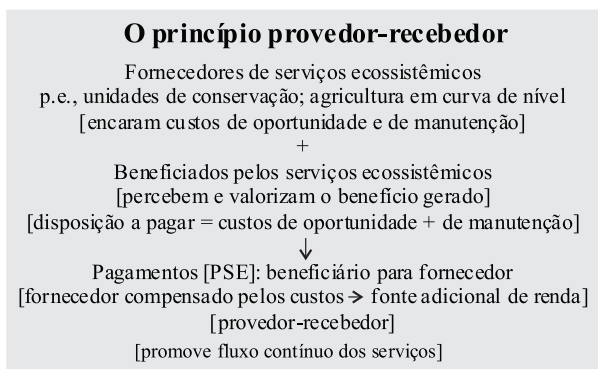 O princípio provedor-recebedor
Fornecedores de serviços ecossistêmicos
p.e., unidades de conservação; agricultura em curva de nível
[encaram custos de oportunidade e de manutenção]
+
Beneficiados pelos serviços ecossistêmicos
[percebem e valorizam o benefício gerado]
[disposição a pagar = custos de oportunidade + de manutenção]
↓
Pagamentos [PSE]: beneficiário para fornecedor
[fornecedor compensado pelos custos → fonte adicional de renda]
[provedor-recebedor]
[promove fluxo contínuo dos serviços]